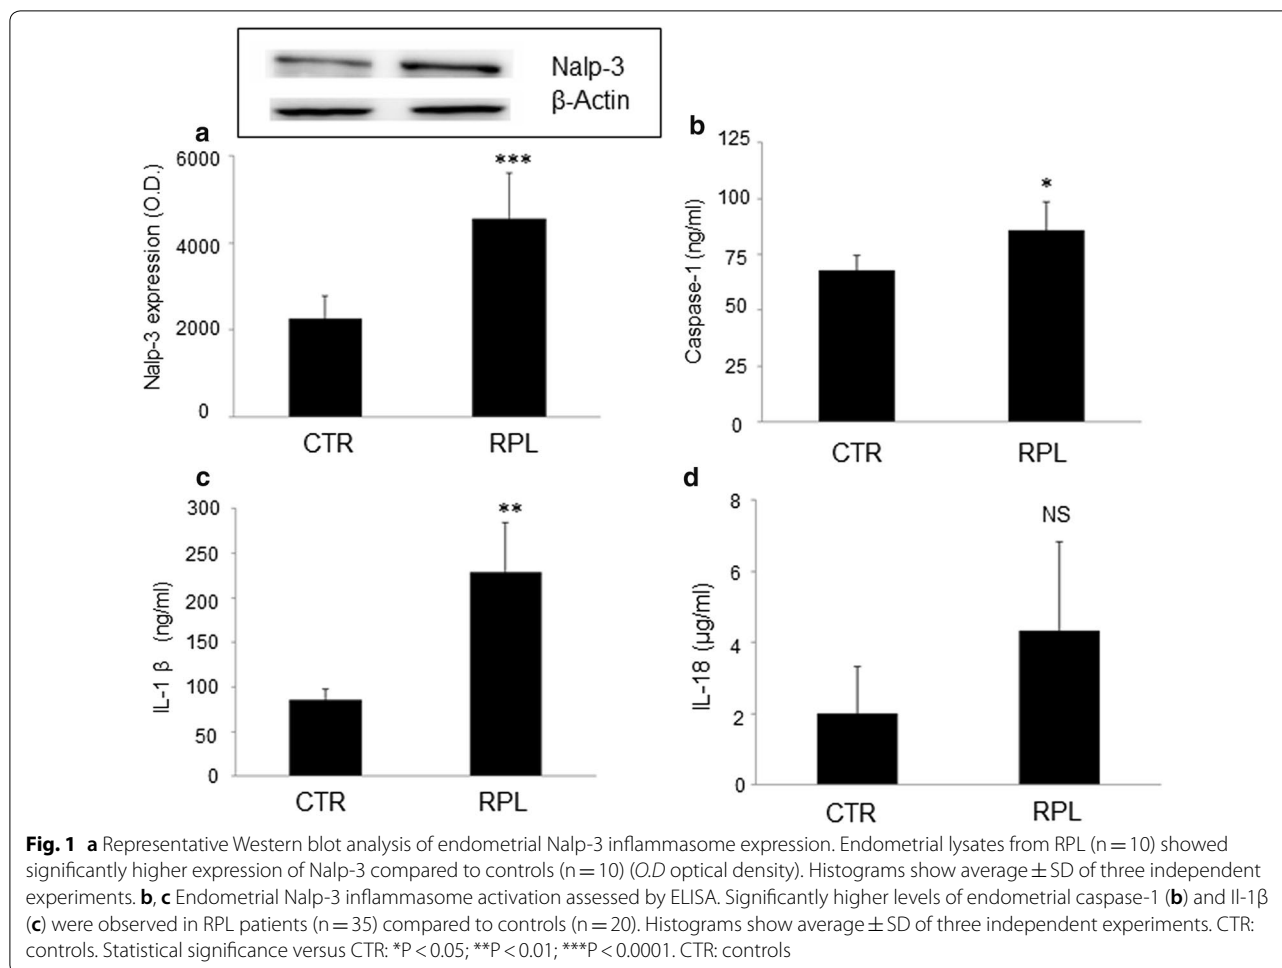 Nalp-3
β-Actin
a
Nalp-3 expression (O.D.)
6000
4000
2000
0
***
CTR
RPL
b
Caspase-1 (ng/ml)
125
100
75
50
25
0
*
CTR
RPL
c
IL-1 β (ng/ml)
300
250
200
150
100
50
0
**
CTR
RPL
d
IL-18 (µg/ml)
8
6
4
2
0
NS
CTR
RPL
Fig. 1 a Representative Western blot analysis of endometrial Nalp-3 inflammasome expression. Endometrial lysates from RPL (n = 10) showed
significantly higher expression of Nalp-3 compared to controls (n = 10) (O.D optical density). Histograms show average ± SD of three independent
experiments. b, c Endometrial Nalp-3 inflammasome activation assessed by ELISA. Significantly higher levels of endometrial caspase-1 (b) and Il-1β
(c) were observed in RPL patients (n = 35) compared to controls (n = 20). Histograms show average ± SD of three independent experiments. CTR:
controls. Statistical significance versus CTR: *P < 0.05; **P < 0.01; ***P < 0.0001. CTR: controls